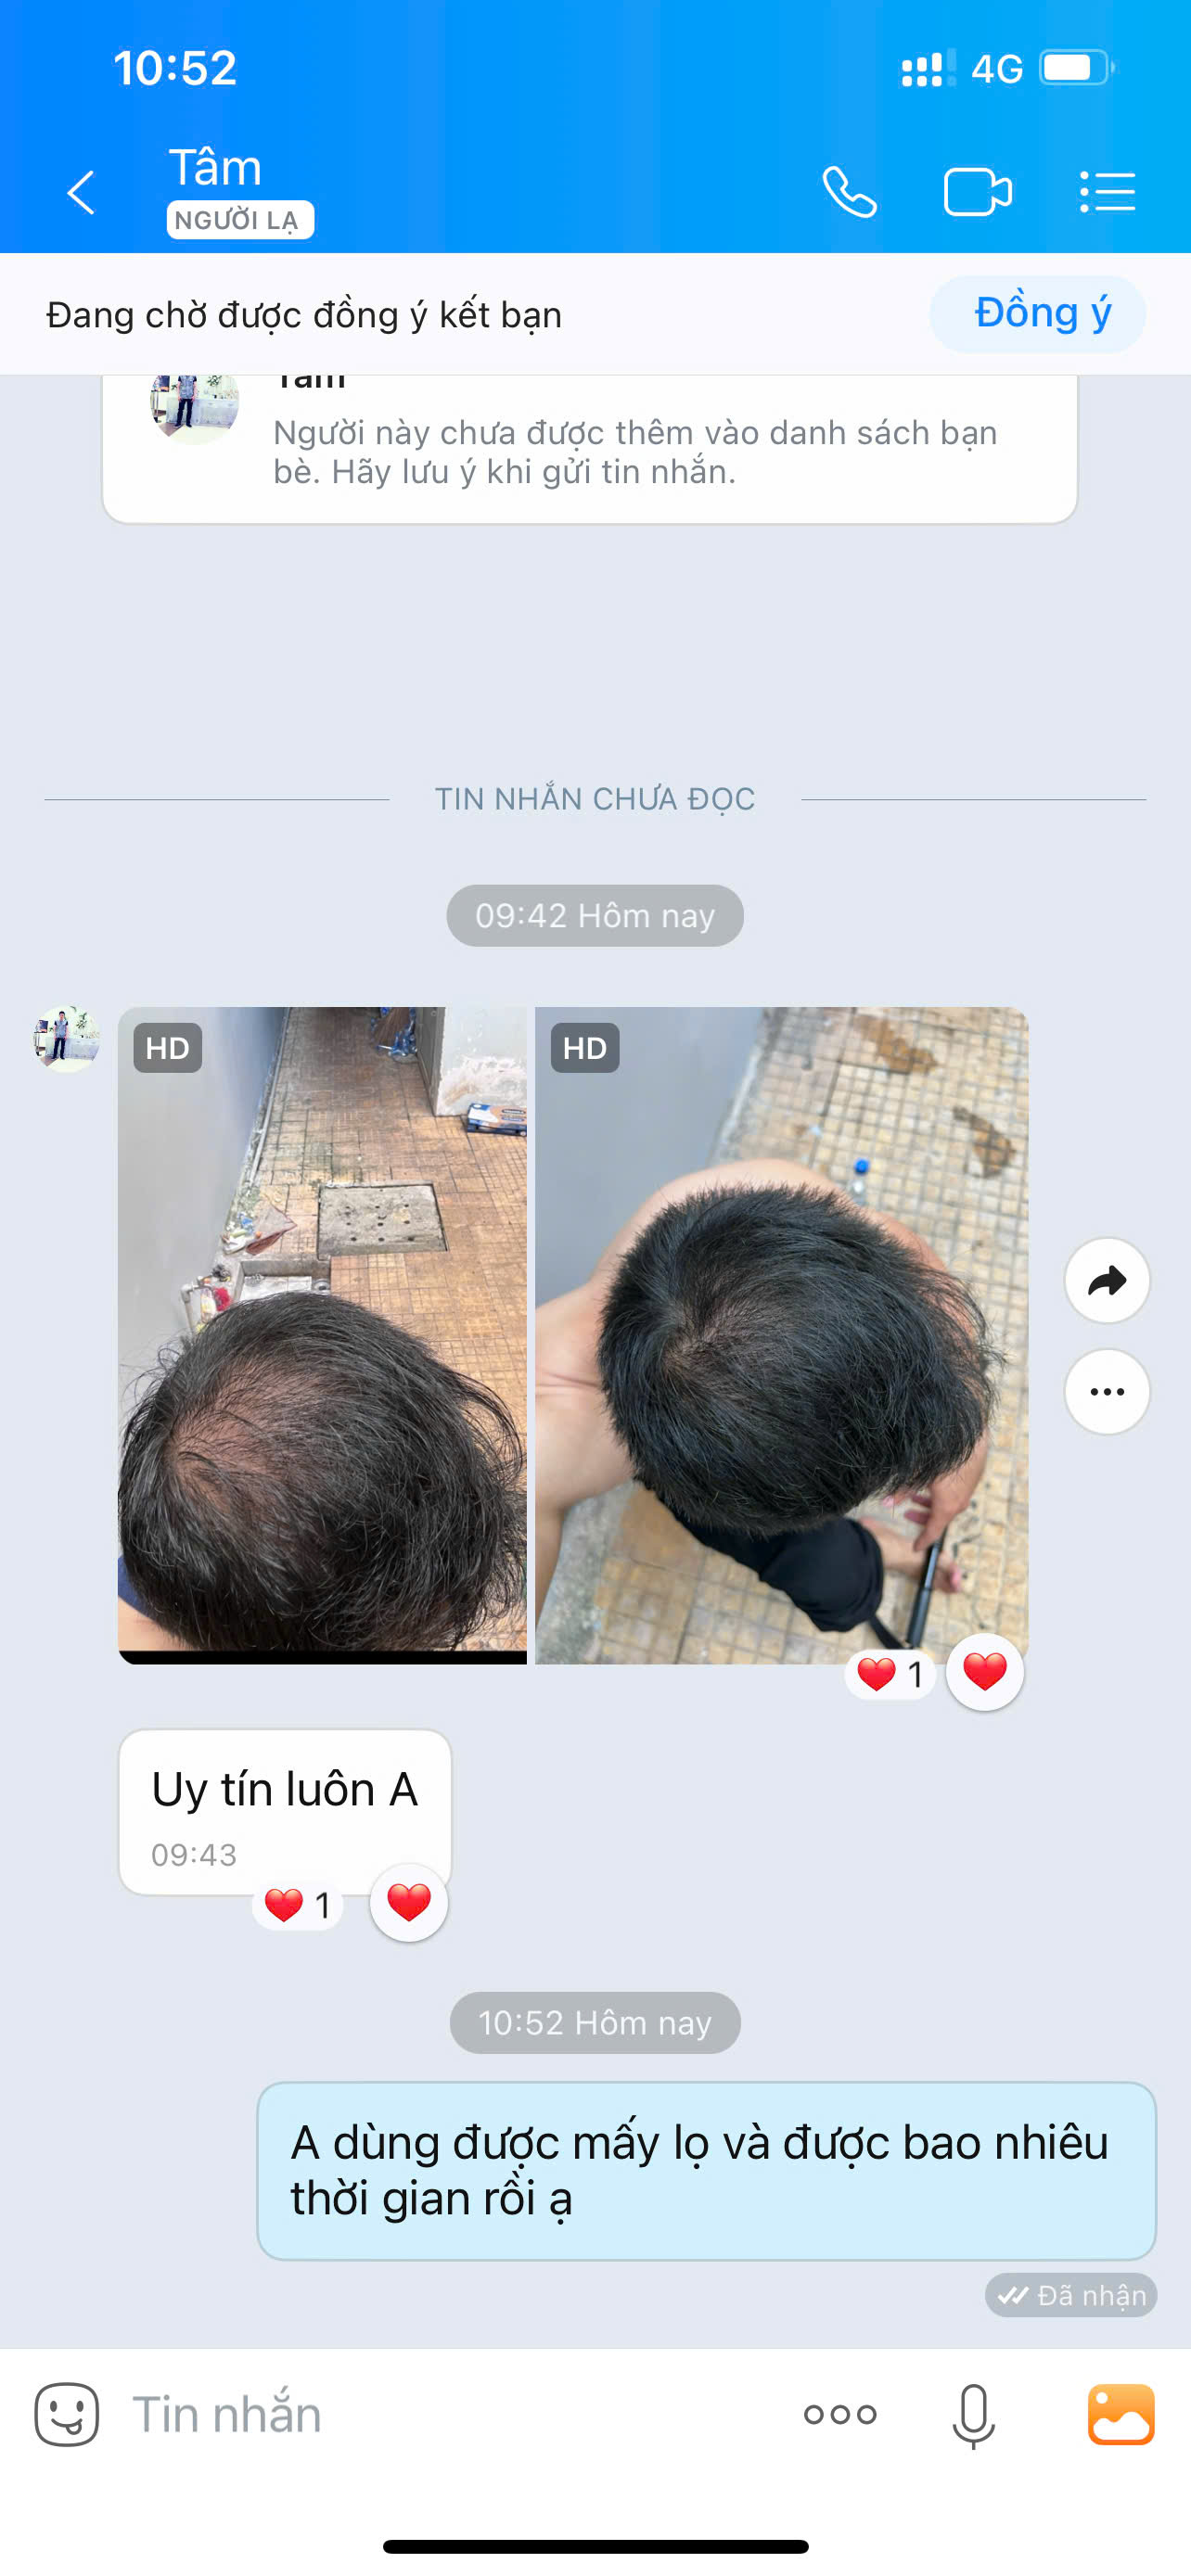 10:52
4G
Tâm
NGƯỜI LẠ
Đang chờ được đồng ý kết bạn
Đồng ý
Tâm
Người này chưa được thêm vào danh sách bạn
bè. Hãy lưu ý khi gửi tin nhắn.
TIN NHẮN CHƯA ĐỌC
09:42 Hôm nay
HD
HD
1
Uy tín luôn A
09:43
1
10:52 Hôm nay
A dùng được mấy lọ và được bao nhiêu
thời gian rồi ạ
Đã nhận
Tin nhắn